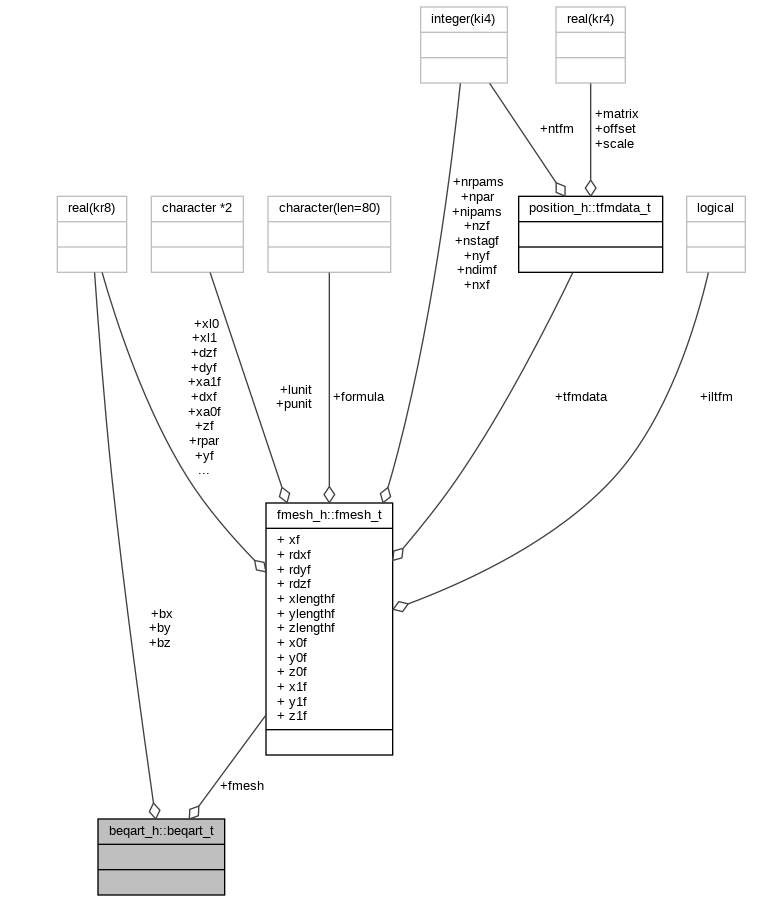 integer(ki4)
real(kr4)
+matrix
+offset
+scale
+ntfm
+nrpams
+npar
+nipams
+nzf
+nstagf
+nyf
+ndimf
+nxf
real(kr8)
character *2
character(len=80)
position_h::tfmdata_t
logical
+xl0
+xl1
+dzf
+dyf
+xa1f
+dxf
+xa0f
+zf
+rpar
+yf
...
+lunit
+punit
+formula
+tfmdata
+iltfm
fmesh_h::fmesh_t
+ xf
+ rdxf
+ rdyf
+ rdzf
+ xlengthf
+ ylengthf
+ zlengthf
+ x0f
+ y0f
+ z0f
+ x1f
+ y1f
+ z1f
+bx
+by
+bz
+fmesh
beqart_h::beqart_t